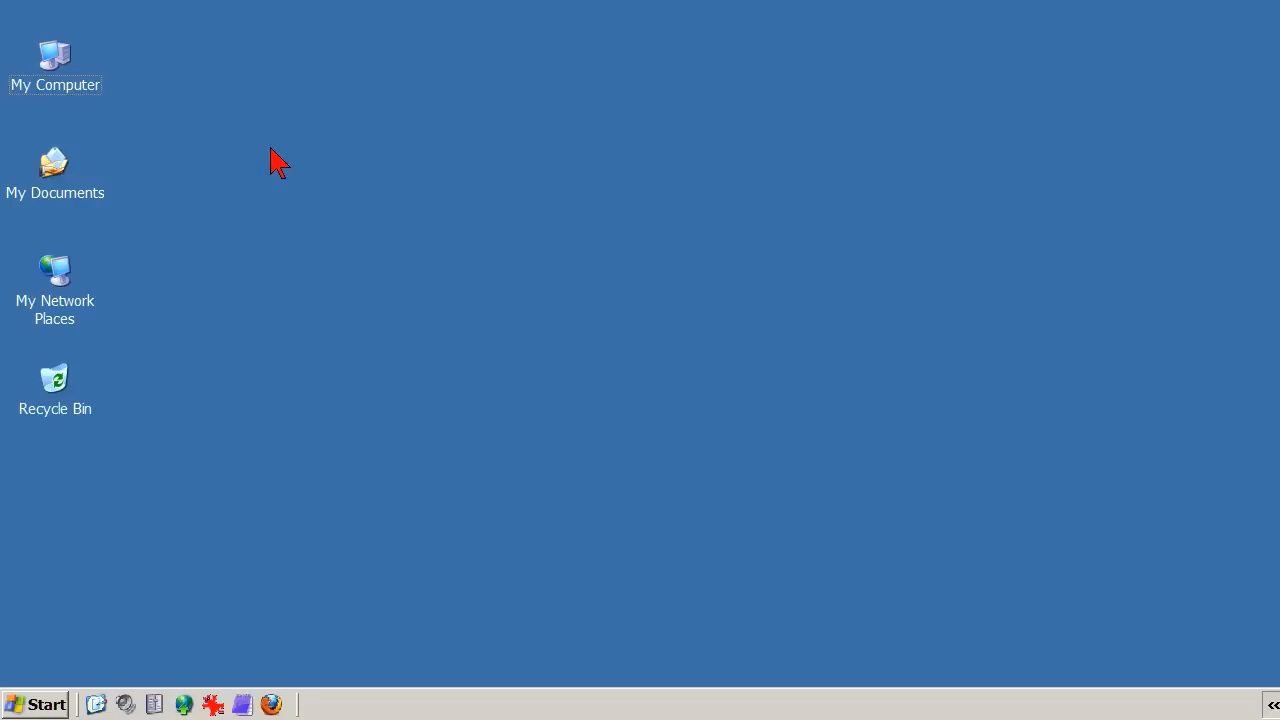 My Computer
My Documents
My Network
Places
Recycle Bin
Start